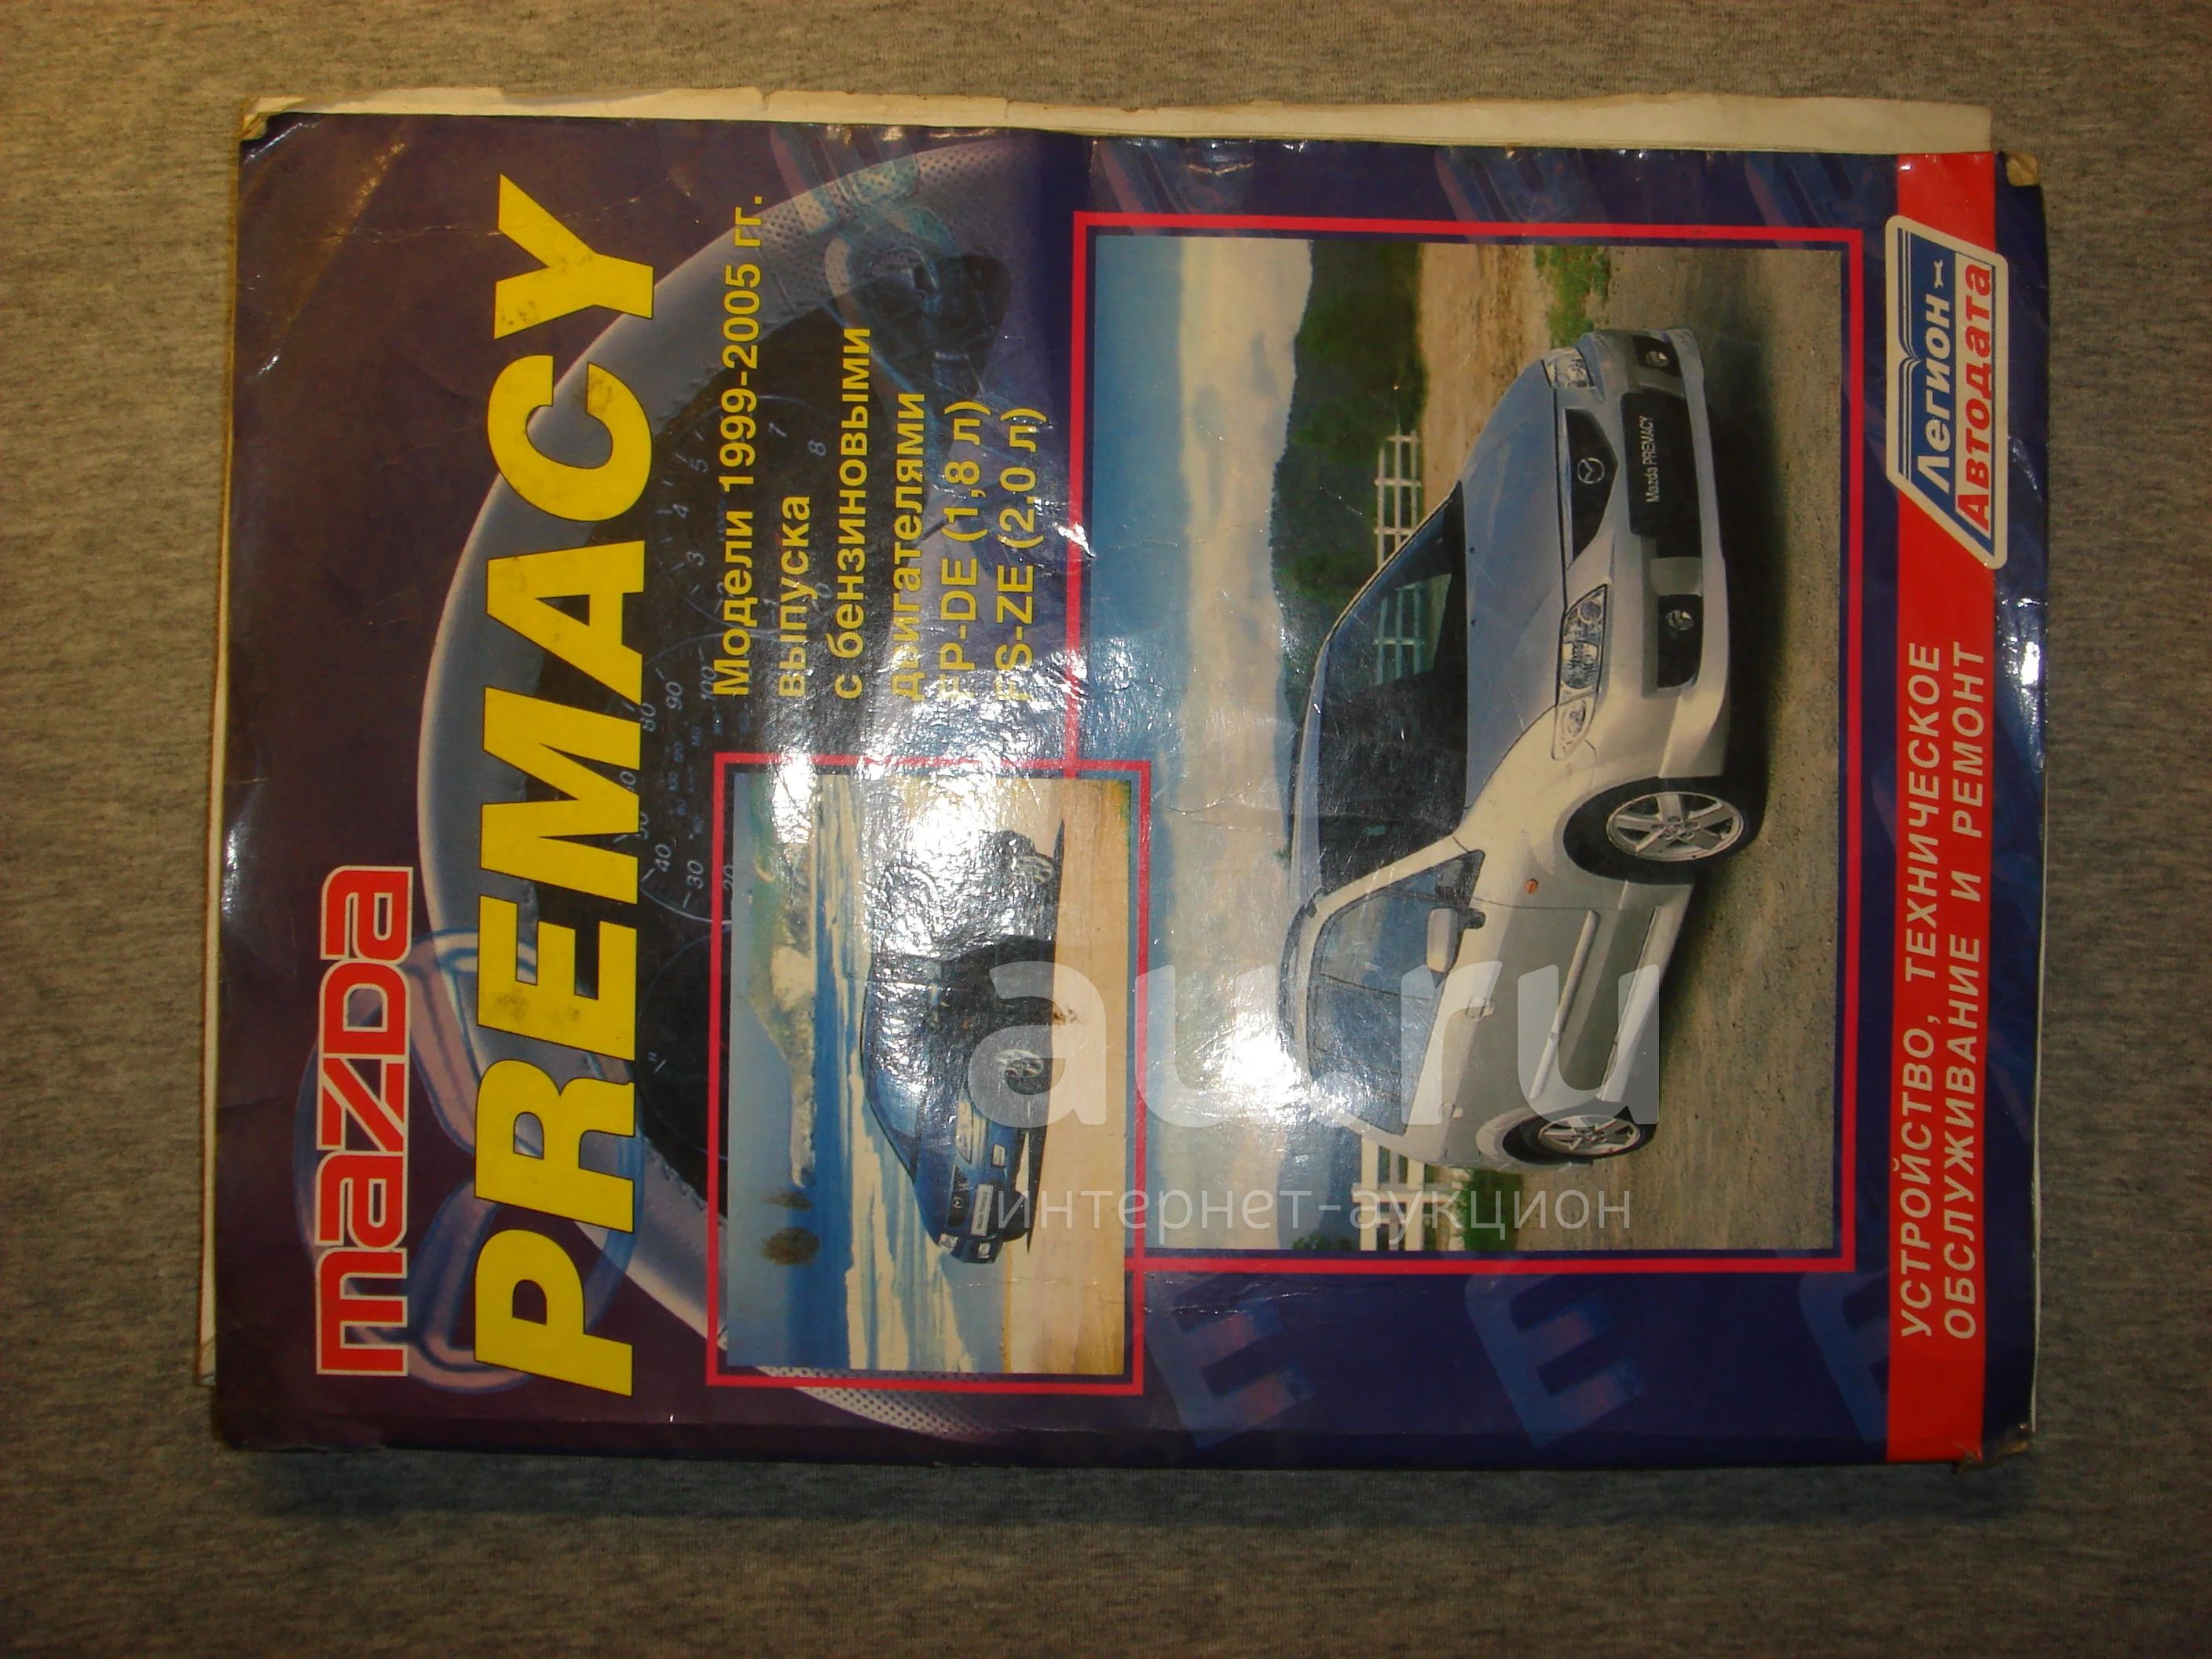 mazda
PREMACY
Модели 1999-2005 гг.
выпуска
с бензиновыми
двигателями
FP-DE (1,8 л)
FS-ZE (2,0 л)
Mazda PREMACY
Легион-
Автодата
УСТРОЙСТВО, ТЕХНИЧЕСКОЕ
ОБСЛУЖИВАНИЕ И РЕМОНТ
au.ru
интернет-аукцион